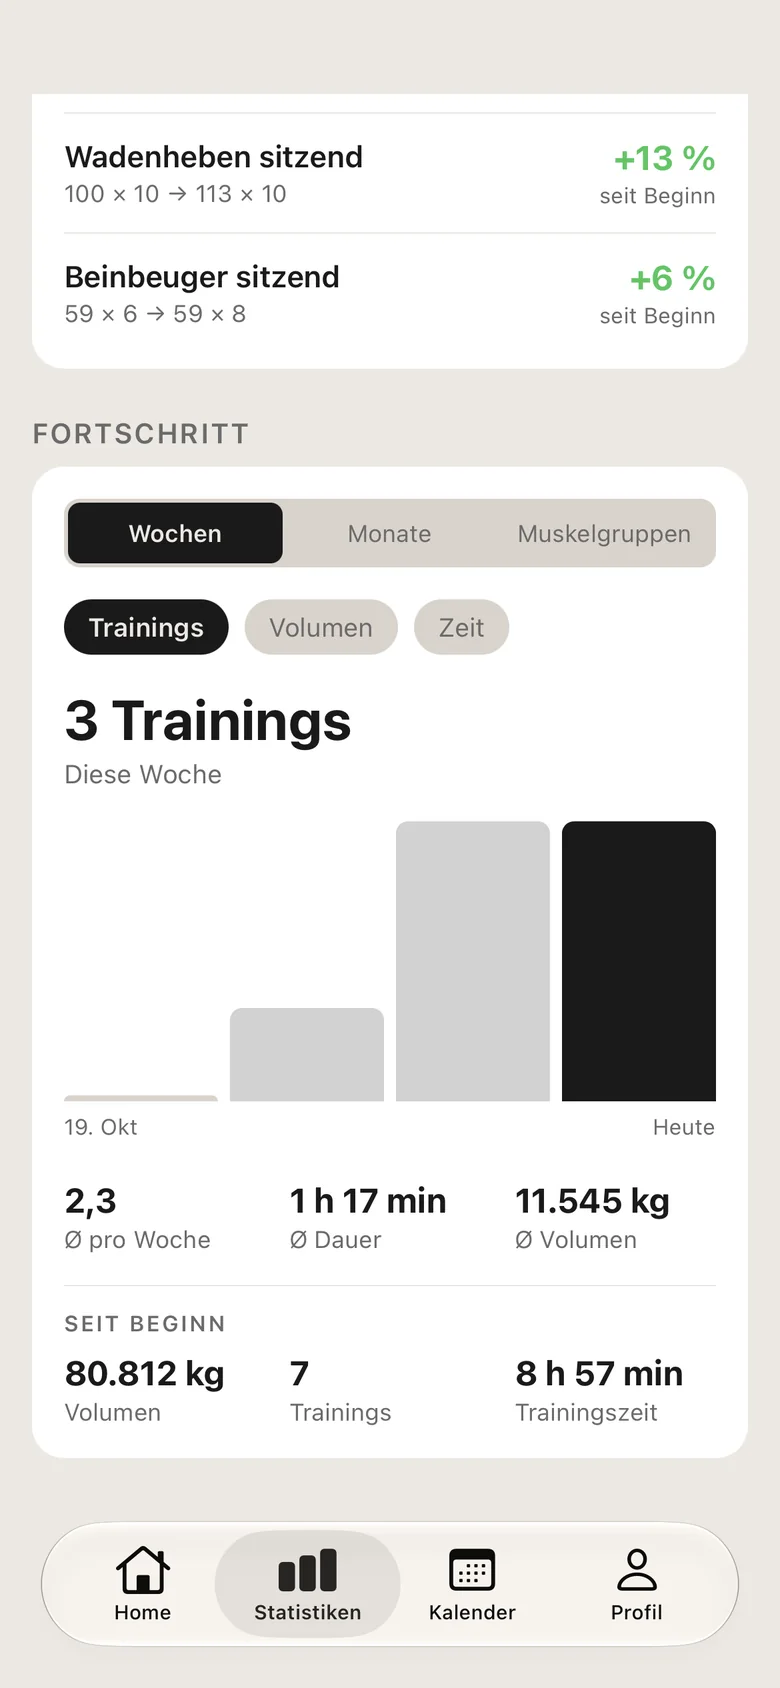 Wadenheben sitzend
+13 %
100 × 10 → 113 × 10
seit Beginn
Beinbeuger sitzend
+6 %
59 × 6 → 59 × 8
seit Beginn
FORTSCHRITT
Wochen
Monate
Muskelgruppen
Trainings
Volumen
Zeit
3 Trainings
Diese Woche
19. Okt
Heute
2,3
1 h 17 min
11.545 kg
Ø pro Woche
Ø Dauer
Ø Volumen
SEIT BEGINN
80.812 kg
7
8 h 57 min
Volumen
Trainings
Trainingszeit
Home
Statistiken
Kalender
Profil